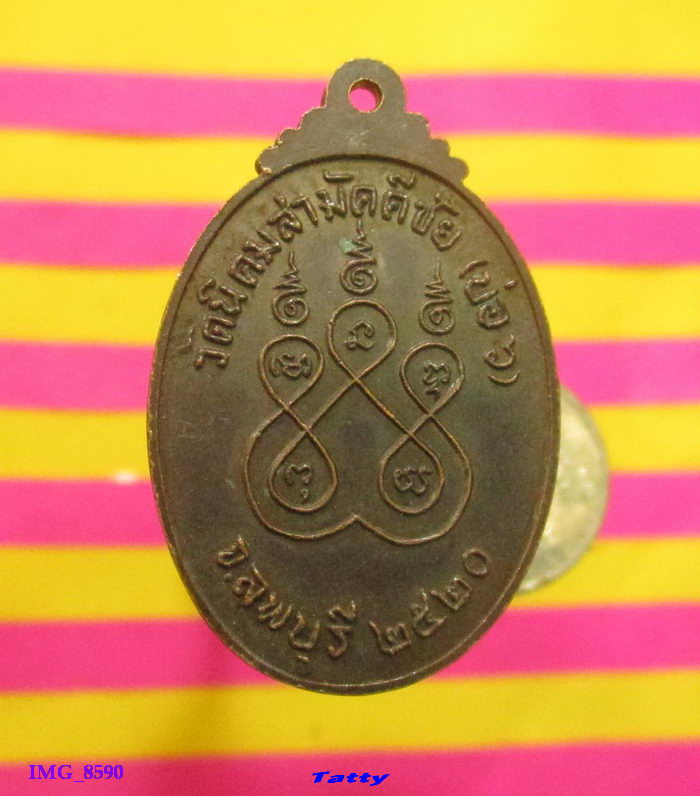 วัดนิคมสามัคคีชัย (บ่อ ๖)
จ.ลพบุรี ๒๕๒๐
IMG_8590
Tatty